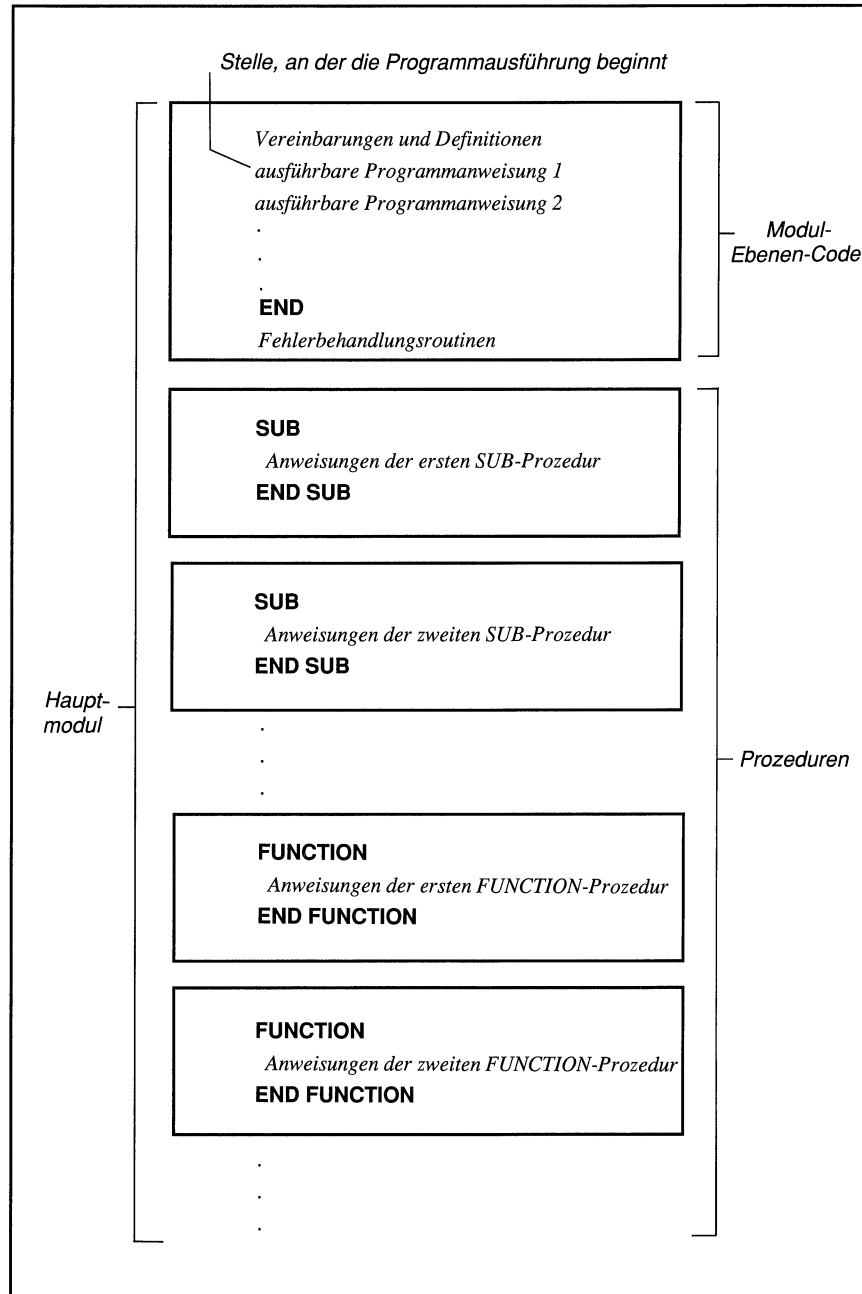 Stelle, an der die Programmausführung beginnt
Vereinbarungen und Definitionen
ausführbare Programmanweisung 1
ausführbare Programmanweisung 2
.
.
.
END
Fehlerbehandlungsroutinen
Modul-
Ebenen-Code
SUB
Anweisungen der ersten SUB-Prozedur
END SUB
SUB
Anweisungen der zweiten SUB-Prozedur
END SUB
Haupt-
modul
.
.
.
Prozeduren
FUNCTION
Anweisungen der ersten FUNCTION-Prozedur
END FUNCTION
FUNCTION
Anweisungen der zweiten FUNCTION-Prozedur
END FUNCTION
.
.
.